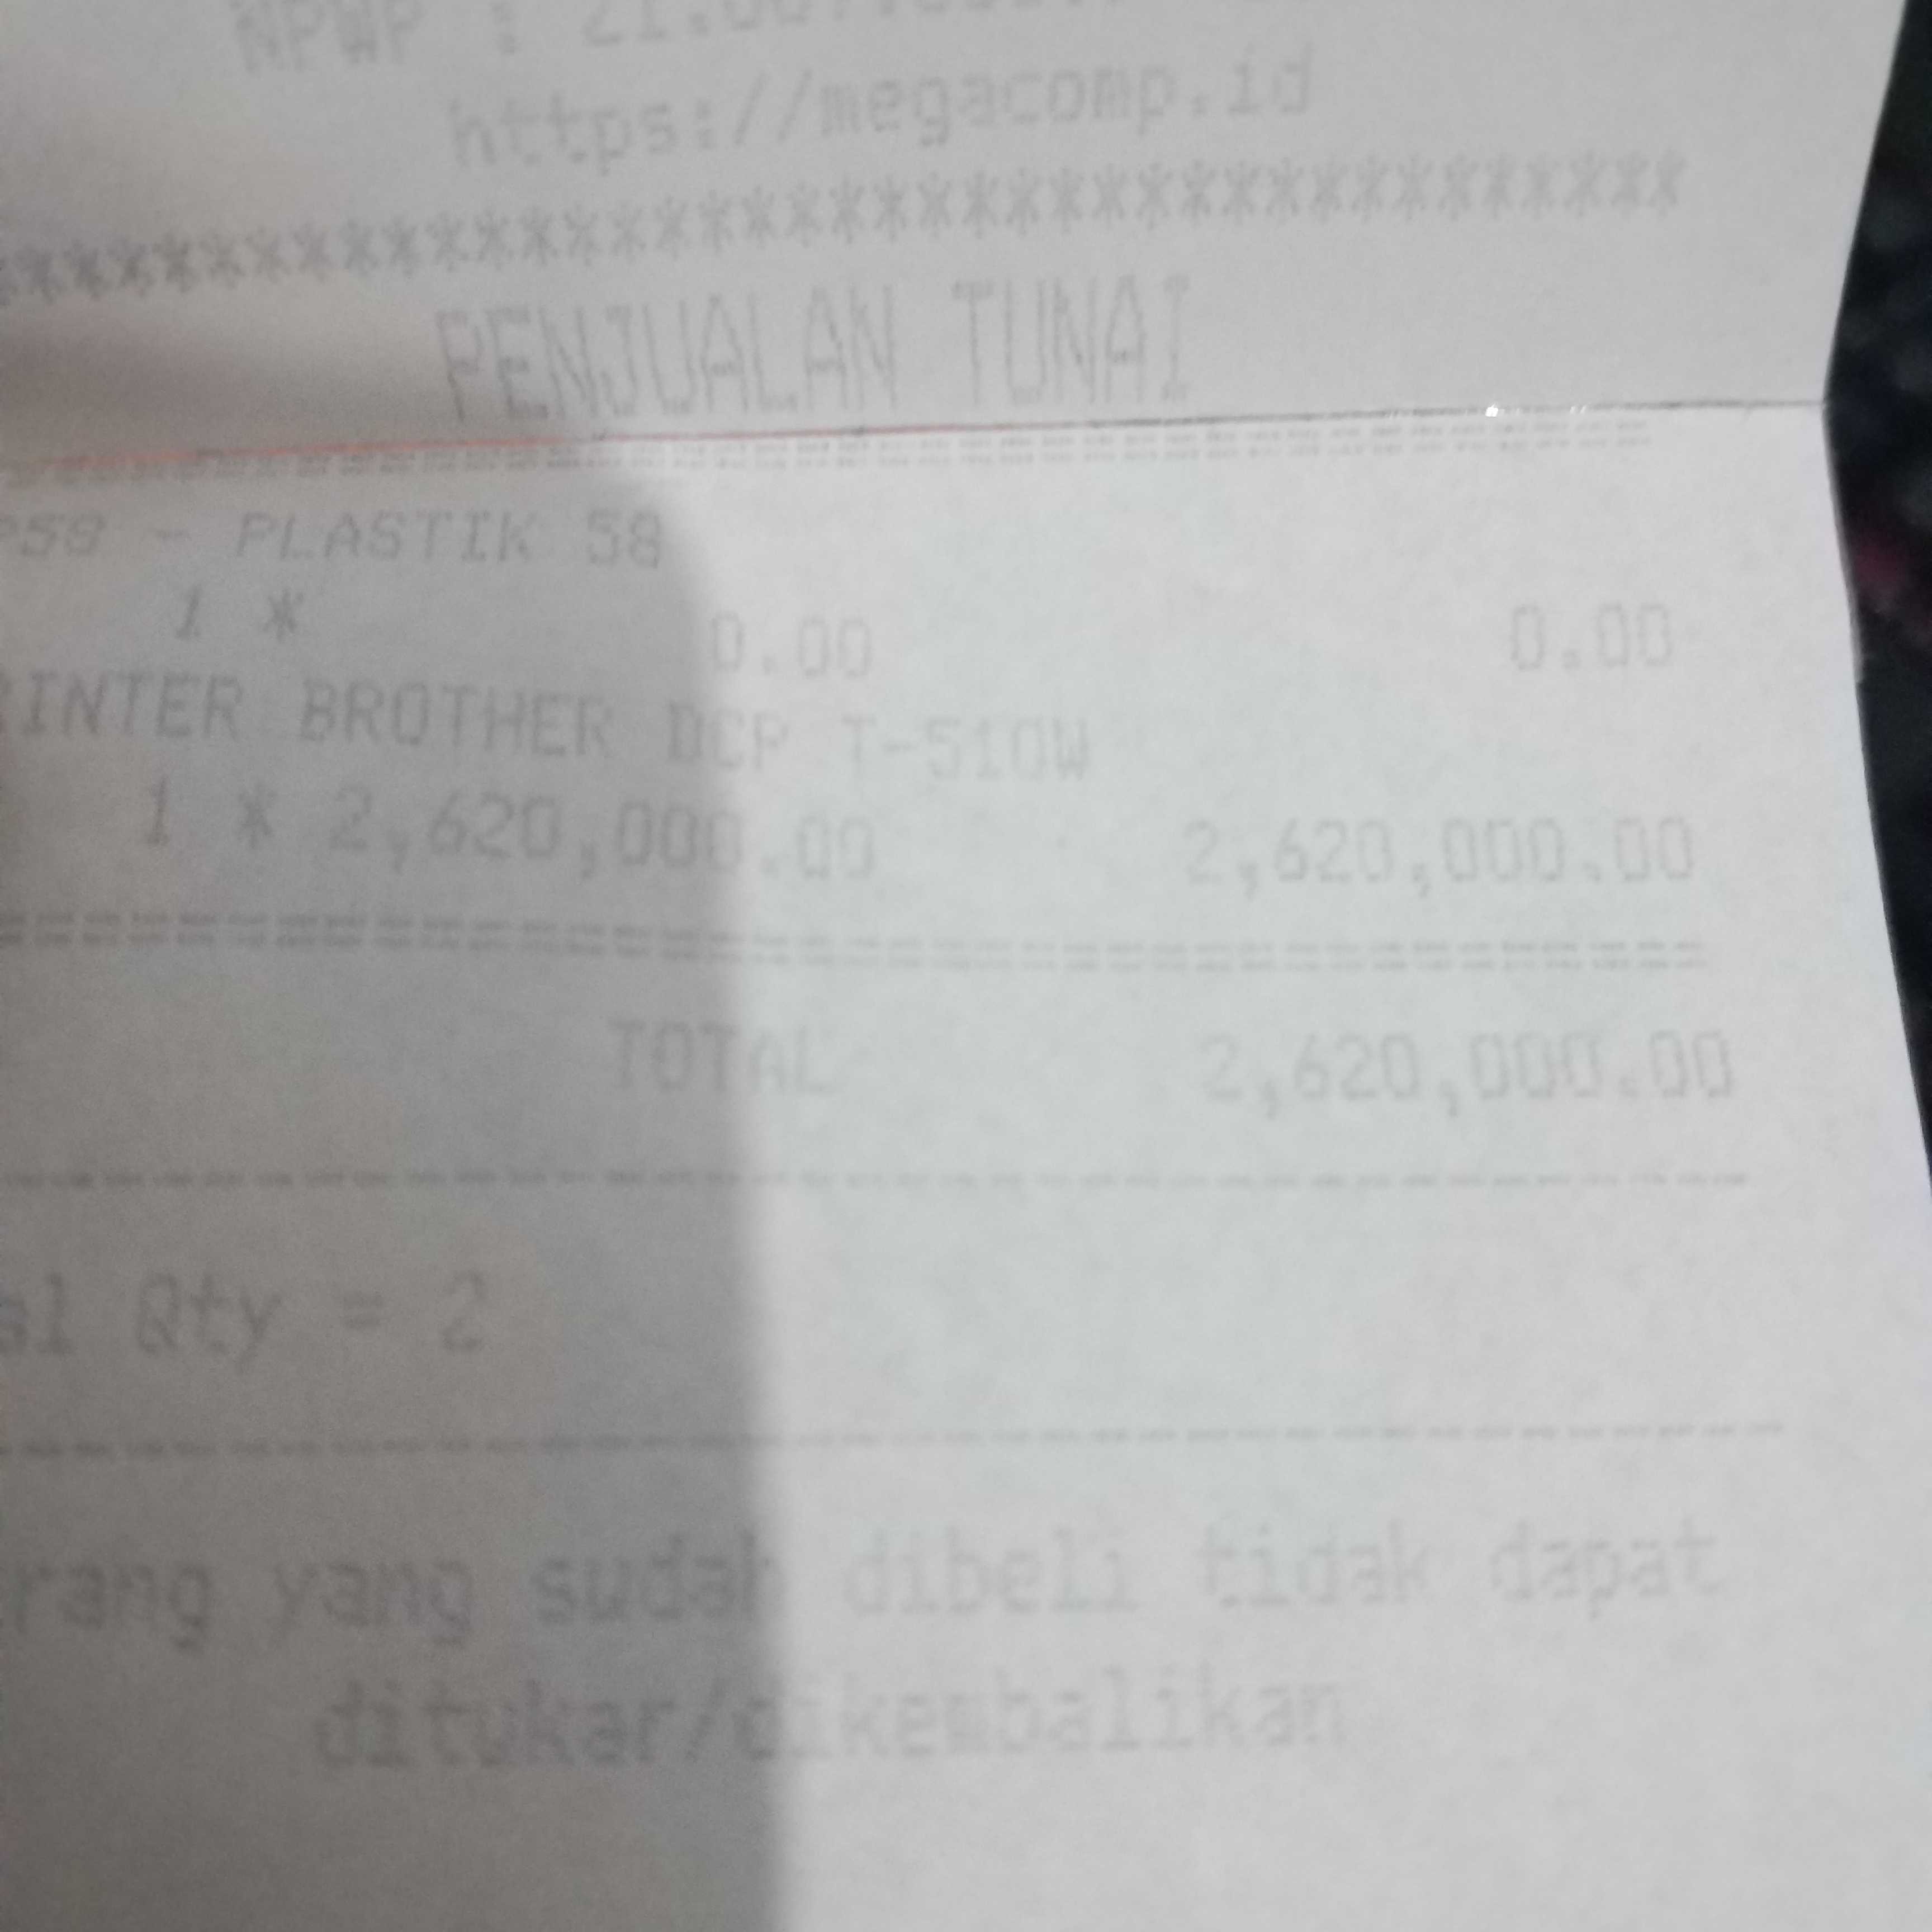 NPWP :
https://megacomp.id
**************************************
PENJUALAN TUNAI
P58 - PLASTIK 58
1 * 0.00 0.00
RINTER BROTHER DCP T-510W
1 * 2,620,000.00 2,620,000.00
TOTAL 2,620,000.00
al Qty = 2
rang yang sudah dibeli tidak dapat
ditukar/dikembalikan